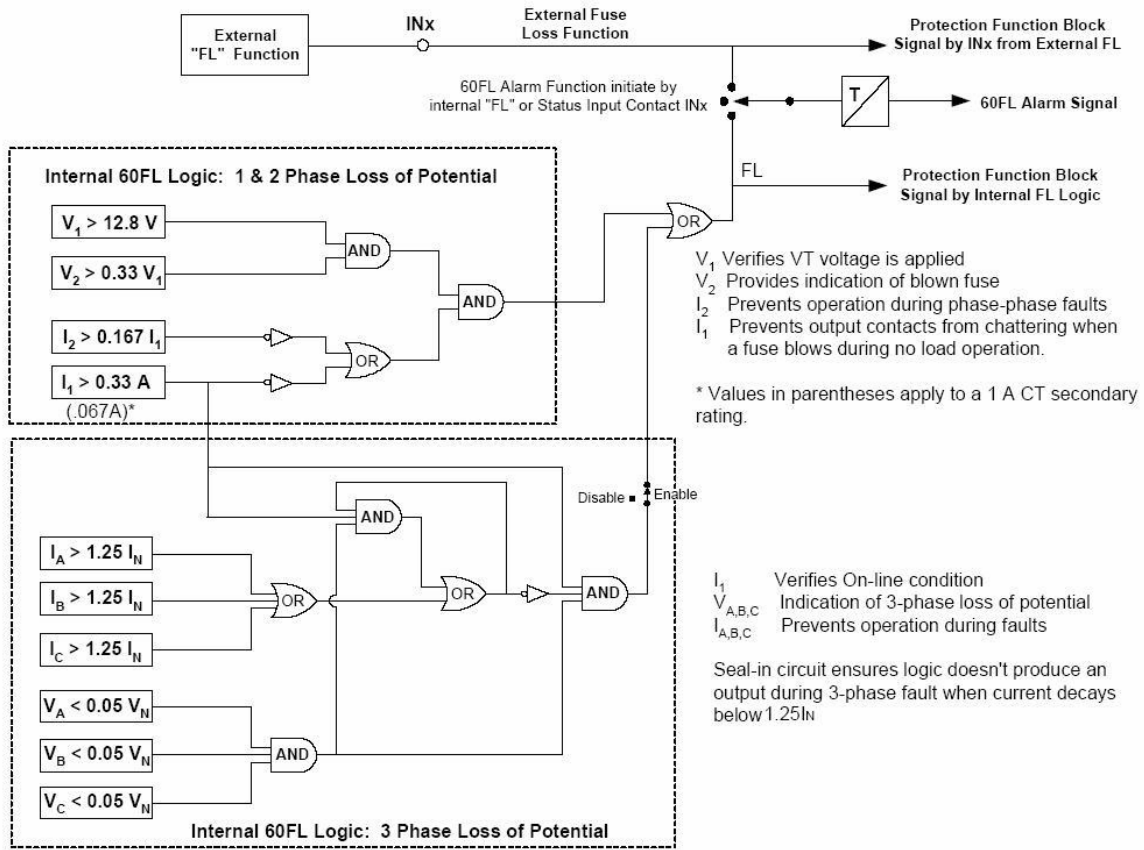 External
"FL" Function
INx
External Fuse
Loss Function
Protection Function Block
Signal by INx from External FL
60FL Alarm Function initiate by
internal "FL" or Status Input Contact INx
T
60FL Alarm Signal
FL
Protection Function Block
Signal by Internal FL Logic
Internal 60FL Logic: 1 & 2 Phase Loss of Potential
V1 > 12.8 V
V2 > 0.33 V1
AND
AND
I2 > 0.167 I1
I1 > 0.33 A
(.067A)*
OR
OR
V1 Verifies VT voltage is applied
V2 Provides indication of blown fuse
I2 Prevents operation during phase-phase faults
I1 Prevents output contacts from chattering when
a fuse blows during no load operation.
* Values in parentheses apply to a 1 A CT secondary
rating.
Disable
Enable
AND
IA > 1.25 IN
IB > 1.25 IN
IC > 1.25 IN
OR
OR
AND
VA < 0.05 VN
VB < 0.05 VN
VC < 0.05 VN
AND
Internal 60FL Logic: 3 Phase Loss of Potential
I1 Verifies On-line condition
VA,B,C Indication of 3-phase loss of potential
IA,B,C Prevents operation during faults
Seal-in circuit ensures logic doesn't produce an
output during 3-phase fault when current decays
below 1.25IN